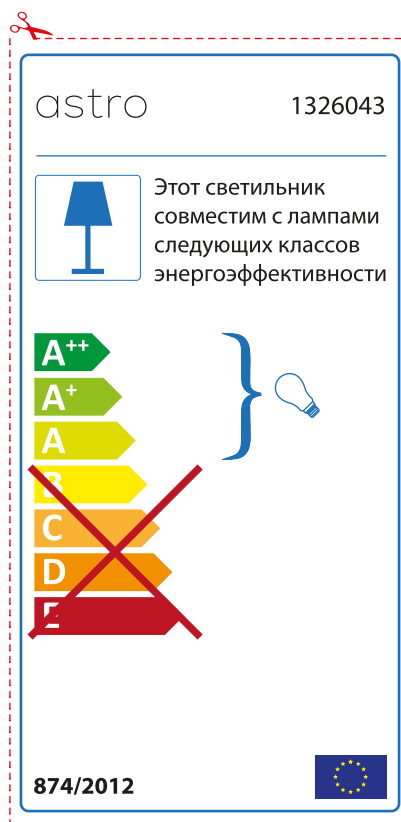 astro
1326043
Этот светильник
совместим с лампами
следующих классов
энергоэффективности
A++
A+
A
B
C
D
E
874/2012